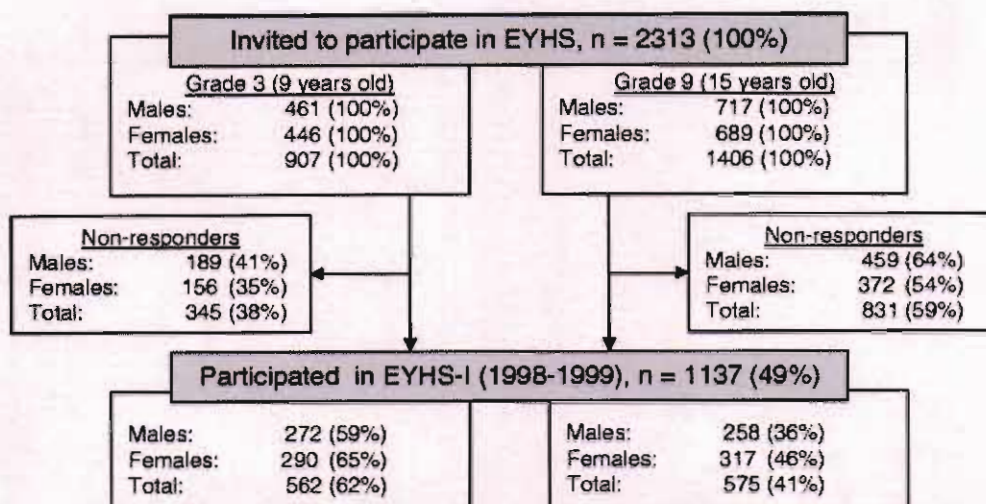 Invited to participate in EYHS, n = 2313 (100%)
Grade 3 (9 years old)
Males: 461 (100%)
Females: 446 (100%)
Total: 907 (100%)
Grade 9 (15 years old)
Males: 717 (100%)
Females: 689 (100%)
Total: 1406 (100%)
Non-responders
Males: 189 (41%)
Females: 156 (35%)
Total: 345 (38%)
Non-responders
Males: 459 (64%)
Females: 372 (54%)
Total: 831 (59%)
Participated in EYHS-I (1998-1999), n = 1137 (49%)
Males: 272 (59%)
Females: 290 (65%)
Total: 562 (62%)
Males: 258 (36%)
Females: 317 (46%)
Total: 575 (41%)